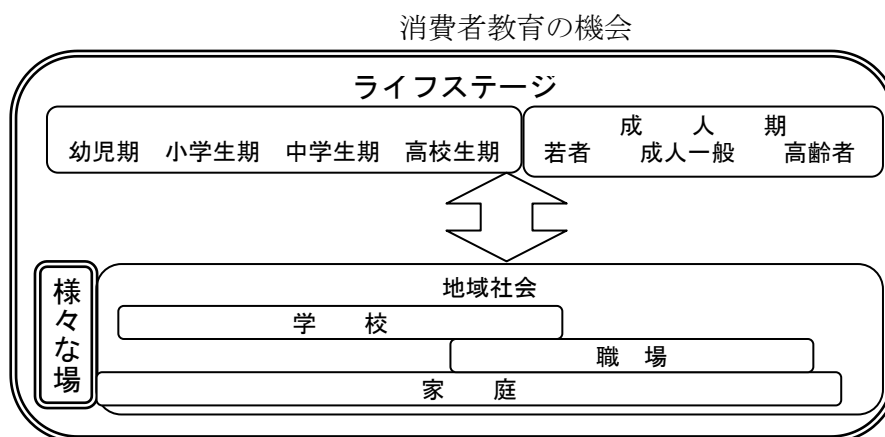 消費者教育の機会
ライフステージ
成　人　期
幼児期　小学生期　中学生期　高校生期　若者　成人一般　高齢者
様々な場
地域社会
学　校
職　場
家　庭